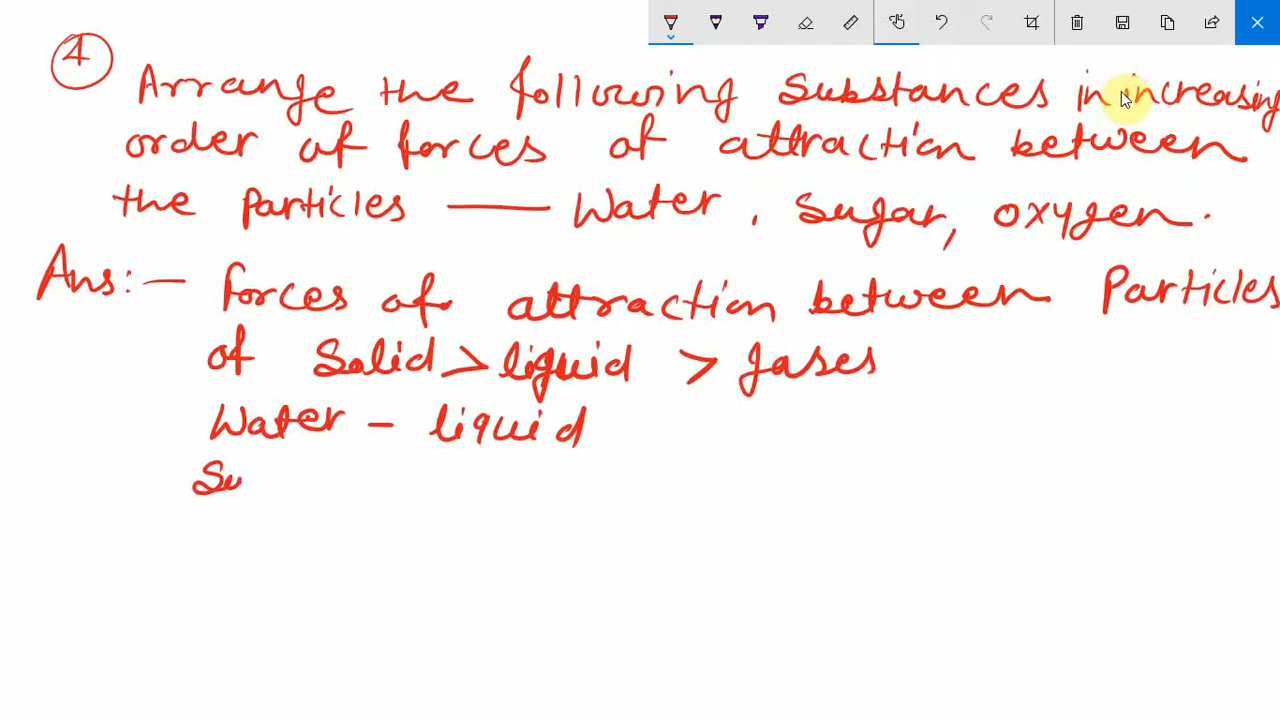 4
Arrange the following Substances in increasing
order of forces of attraction between
the Particles — Water, Sugar, oxygen.
Ans:- forces of attraction between Particles
of Solid > liquid > gases
Water - liquid
Su